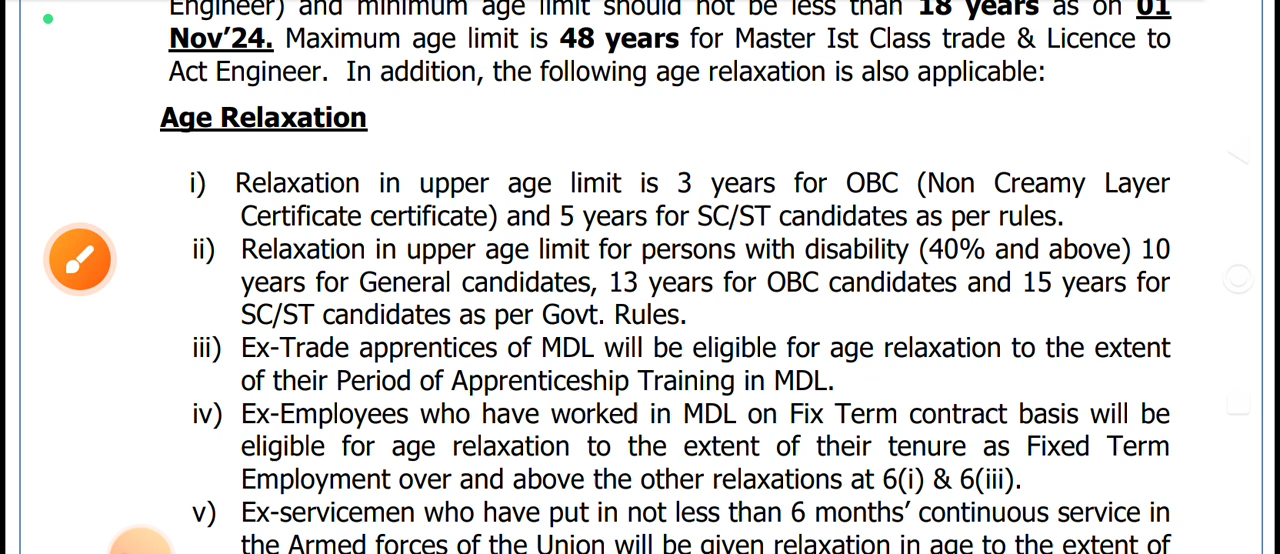 Engineer) and minimum age limit should not be less than 18 years as on 01
Nov'24. Maximum age limit is 48 years for Master Ist Class trade & Licence to
Act Engineer. In addition, the following age relaxation is also applicable:
Age Relaxation
i) Relaxation in upper age limit is 3 years for OBC (Non Creamy Layer
Certificate certificate) and 5 years for SC/ST candidates as per rules.
ii) Relaxation in upper age limit for persons with disability (40% and above) 10
years for General candidates, 13 years for OBC candidates and 15 years for
SC/ST candidates as per Govt. Rules.
iii) Ex-Trade apprentices of MDL will be eligible for age relaxation to the extent
of their Period of Apprenticeship Training in MDL.
iv) Ex-Employees who have worked in MDL on Fix Term contract basis will be
eligible for age relaxation to the extent of their tenure as Fixed Term
Employment over and above the other relaxations at 6(i) & 6(iii).
v) Ex-servicemen who have put in not less than 6 months' continuous service in
the Armed forces of the Union will be given relaxation in age to the extent of